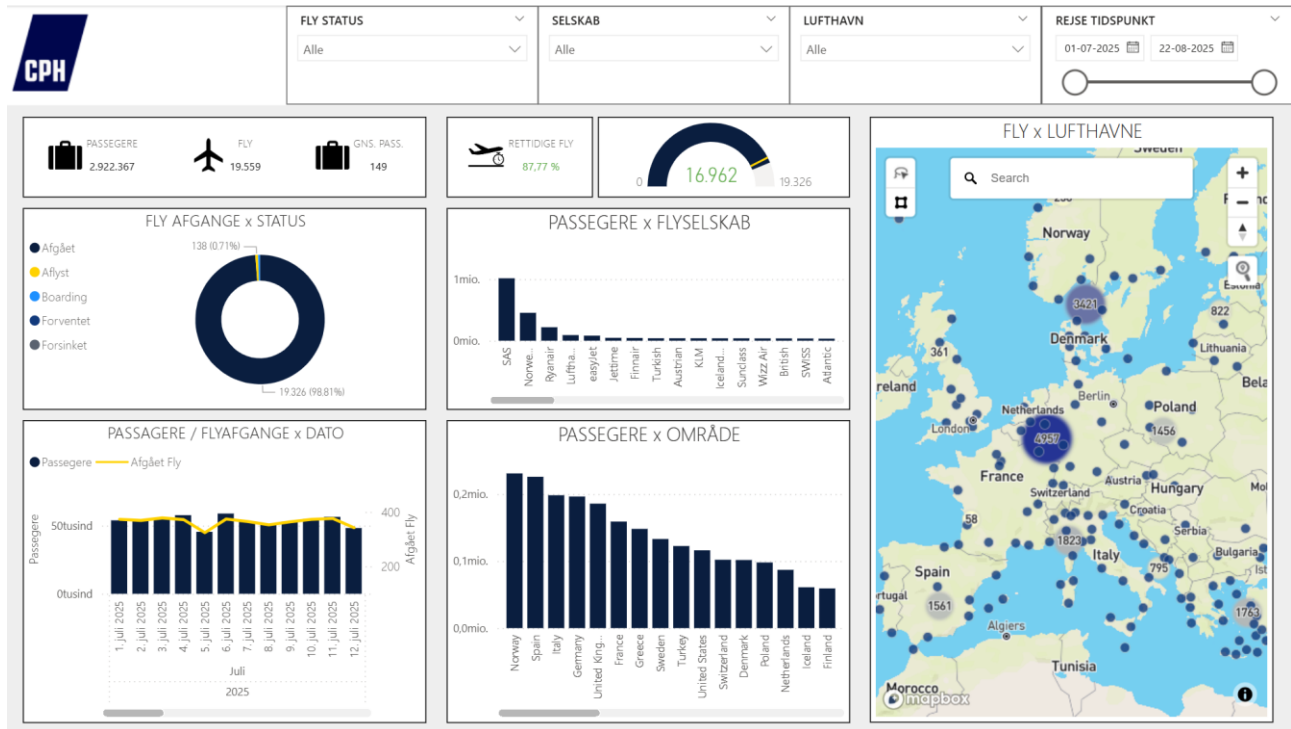 CPH
FLY STATUS
Alle
SELSKAB
Alle
LUFTHAVN
Alle
REJSE TIDSPUNKT
01-07-2025
22-08-2025
PASSEGERE
2.922.367
FLY
19.559
GNS. PASS.
149
RETTIDIGE FLY
87,77 %
0
16.962
19.326
FLY AFGANGE x STATUS
Afgået
Aflyst
Boarding
Forventet
Forsinket
138 (0.71%)
19.326 (98.81%)
PASSEGERE x FLYSELSKAB
1mio.
0mio.
SAS
Norwe...
Ryanair
Luftha...
easyJet
Jettime
Finnair
Turkish
Austrian
KLM
Iceland...
Sunclass
Wizz Air
British
SWISS
Atlantic
PASSAGERE / FLYAFGANGE x DATO
Passegere
Afgået Fly
Passegere
50tusind
0tusind
400
200
Afgået Fly
1. juli 2025
2. juli 2025
3. juli 2025
4. juli 2025
5. juli 2025
6. juli 2025
7. juli 2025
8. juli 2025
9. juli 2025
10. juli 2025
11. juli 2025
12. juli 2025
Juli
2025
PASSEGERE x OMRÅDE
0,2mio.
0,1mio.
0,0mio.
Norway
Spain
Italy
Germany
United King...
France
Greece
Sweden
Turkey
United States
Switzerland
Denmark
Poland
Netherlands
Iceland
Finland
FLY x LUFTHAVNE
Search
Norway
3421
822
Denmark
Lithuania
361
Berlin
Netherlands
Poland
London
4957
1456
France
Austria
Hungary
Switzerland
Croatia
58
Serbia
1823
Italy
Bulgaria
795
Spain
1561
1763
Algiers
Tunisia
Morocco
mapbox